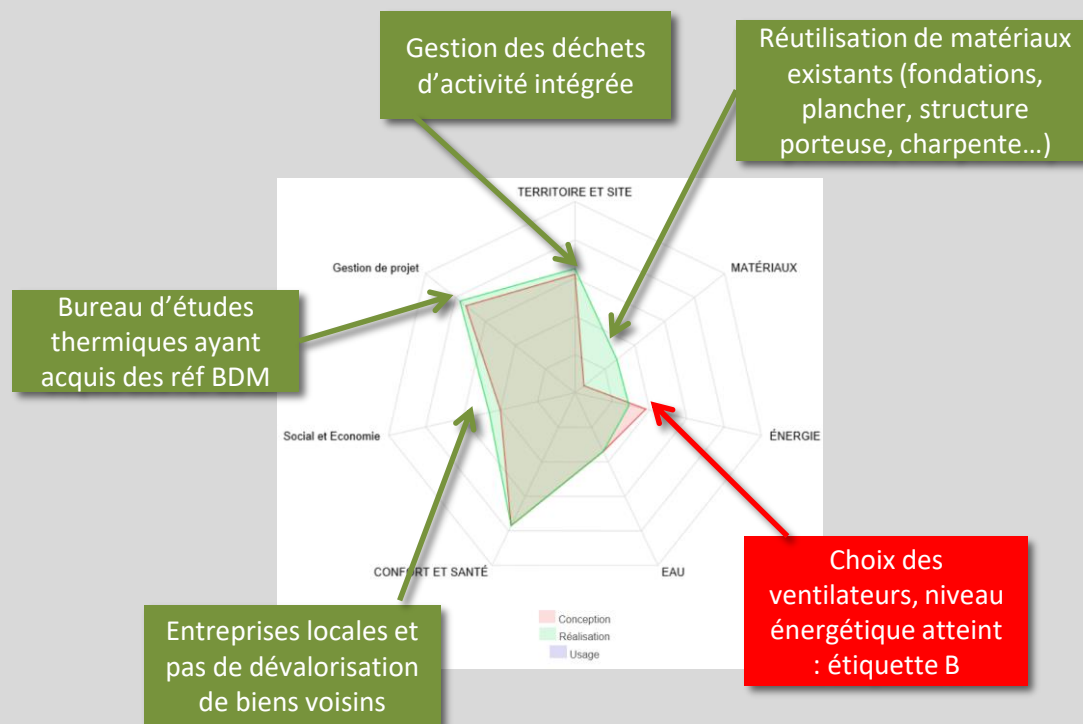 Gestion des déchets
d’activité intégrée
Réutilisation de matériaux
existants (fondations,
plancher, structure
porteuse, charpente…)
TERRITOIRE ET SITE
Gestion de projet
MATÉRIAUX
Bureau d’études
thermiques ayant
acquis des réf BDM
Social et Economie
ÉNERGIE
CONFORT ET SANTÉ
EAU
Choix des
ventilateurs, niveau
énergétique atteint
: étiquette B
Entreprises locales et
pas de dévalorisation
de biens voisins
Conception
Réalisation
Usage